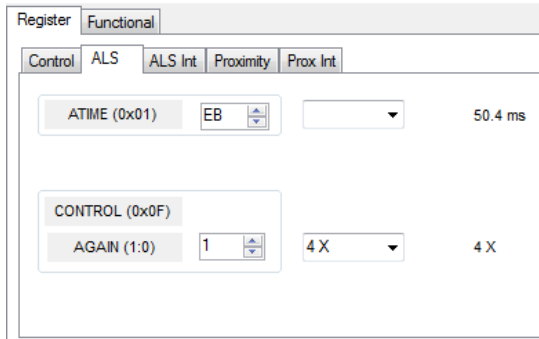 Register Functional
Control ALS ALS Int Proximity Prox Int
ATIME (0x01) EB 50.4 ms
CONTROL (0x0F)
AGAIN (1:0) 1 4 X 4 X